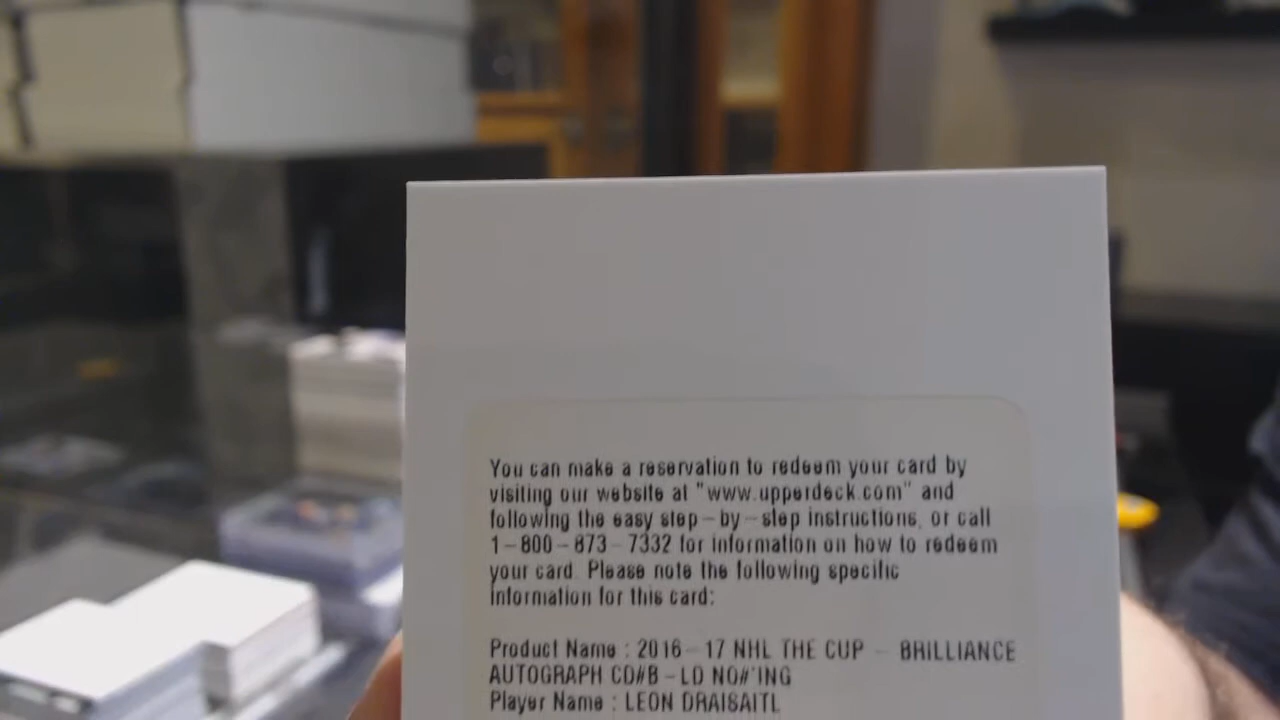 You can make a reservation to redeem your card by
visiting our website at "www.upperdeck.com" and
following the easy step-by-step instructions, or call
1-800-873-7332 for information on how to redeem
your card. Please note the following specific
information for this card:
Product Name : 2016-17 NHL THE CUP - BRILLIANCE
AUTOGRAPH CD#B-LD NO#'ING
Player Name : LEON DRAISAITL